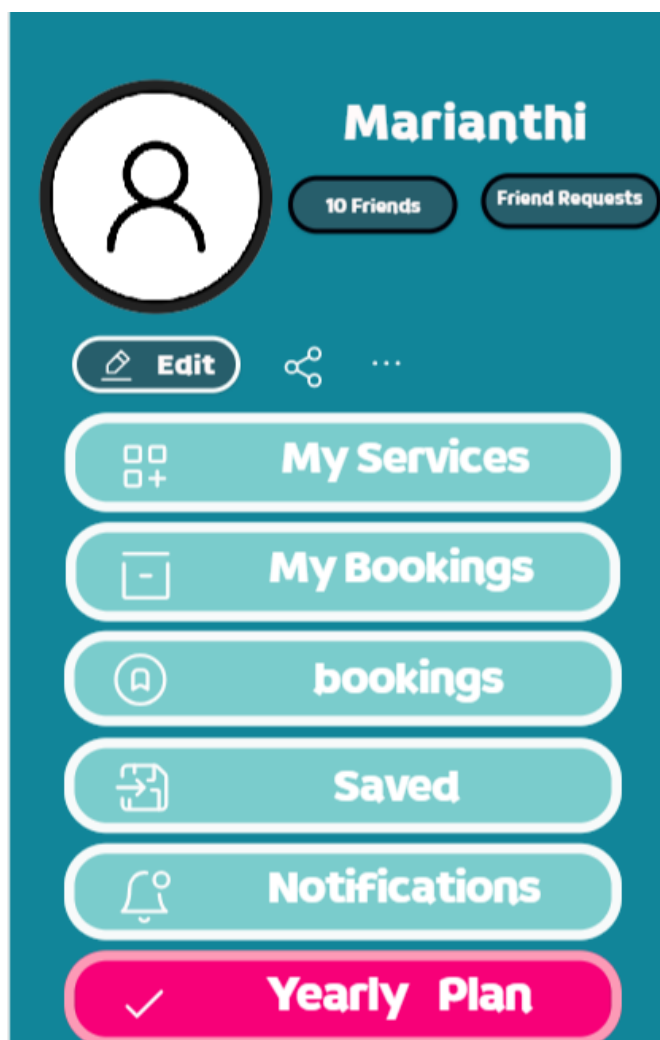 Marianthi
10 Friends
Friend Requests
Edit
My Services
My Bookings
bookings
Saved
Notifications
Yearly Plan